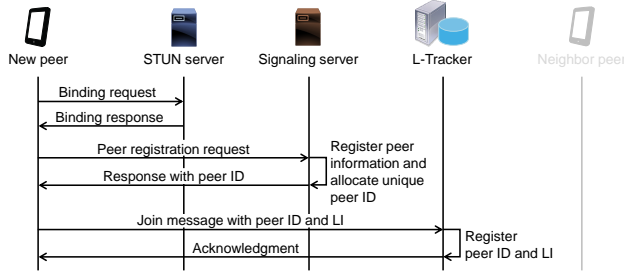 New peer
STUN server
Signaling server
L-Tracker
Neighbor peer
Binding request
Binding response
Peer registration request
Register peer
information and
allocate unique
peer ID
Response with peer ID
Join message with peer ID and LI
Register
peer ID and LI
Acknowledgment